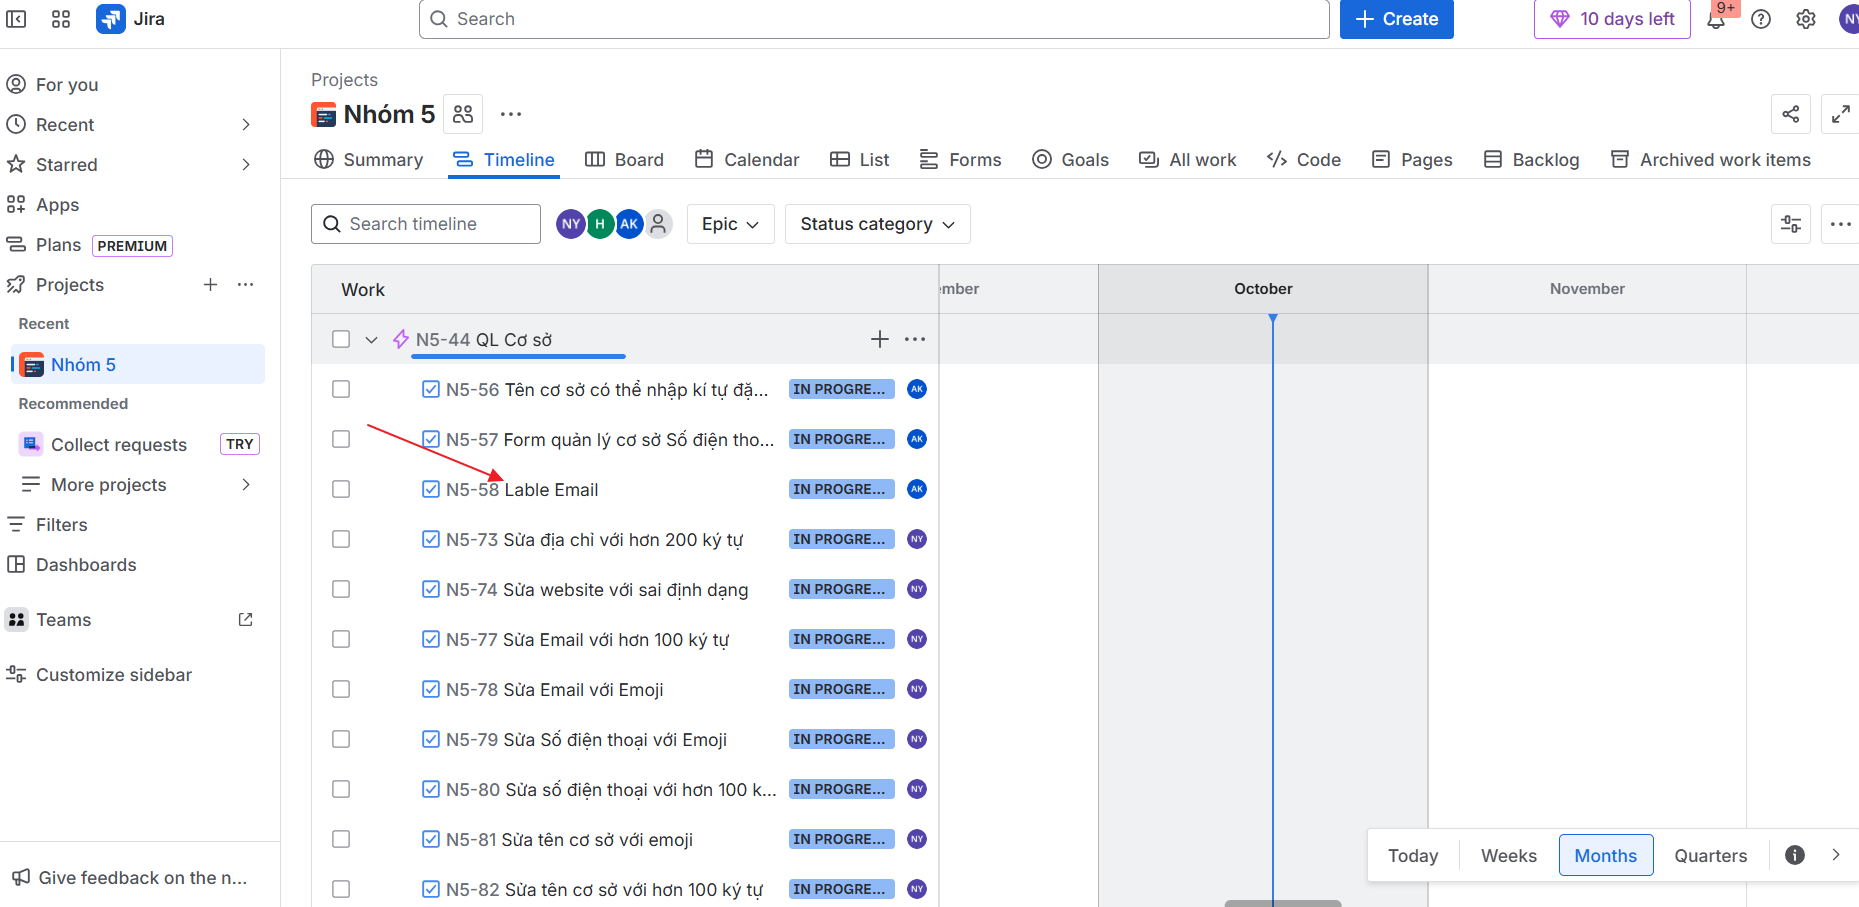 Jira
Search
Create
10 days left
9+
NY
For you
Recent
Starred
Apps
Plans PREMIUM
Projects
Recent
Nhóm 5
Recommended
Collect requests TRY
More projects
Filters
Dashboards
Teams
Customize sidebar
Give feedback on the n...
Projects
Nhóm 5
Summary Timeline Board Calendar List Forms Goals All work Code Pages Backlog Archived work items
Search timeline NY H AK Epic Status category
Work ember October November
N5-44 QL Cơ sở
N5-56 Tên cơ sở có thể nhập kí tự đặ... IN PROGRE... AK
N5-57 Form quản lý cơ sở Số điện tho... IN PROGRE... AK
N5-58 Lable Email IN PROGRE... AK
N5-73 Sửa địa chỉ với hơn 200 ký tự IN PROGRE... NY
N5-74 Sửa website với sai định dạng IN PROGRE... NY
N5-77 Sửa Email với hơn 100 ký tự IN PROGRE... NY
N5-78 Sửa Email với Emoji IN PROGRE... NY
N5-79 Sửa Số điện thoại với Emoji IN PROGRE... NY
N5-80 Sửa số điện thoại với hơn 100 k... IN PROGRE... NY
N5-81 Sửa tên cơ sở với emoji IN PROGRE... NY
N5-82 Sửa tên cơ sở với hơn 100 ký tự IN PROGRE... NY
Today Weeks Months Quarters